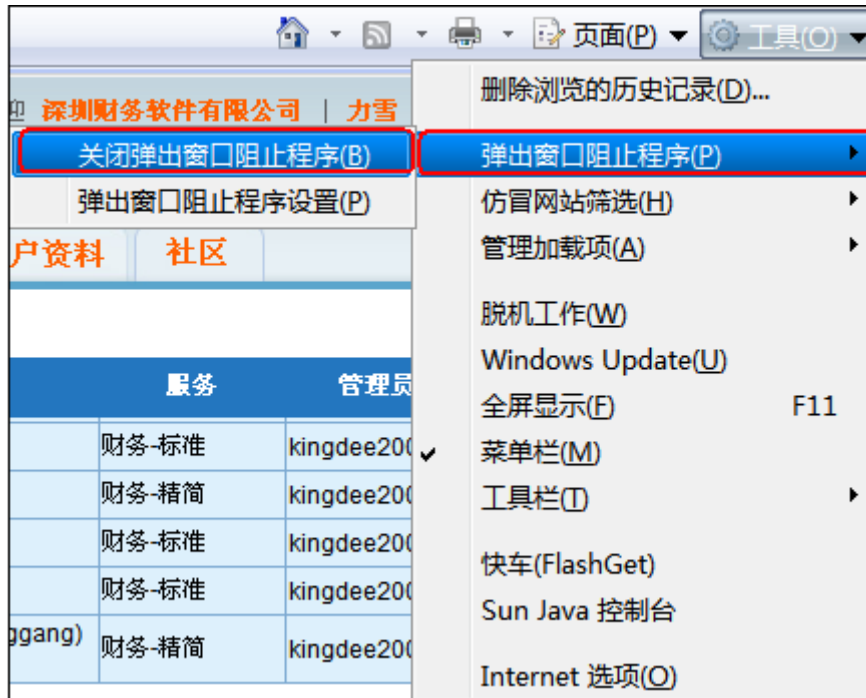 页面(P) 工具(O)
迎 深圳财务软件有限公司 | 力雪
删除浏览的历史记录(D)...
关闭弹出窗口阻止程序(B)
弹出窗口阻止程序设置(P)
弹出窗口阻止程序(P)
仿冒网站筛选(H)
管理加载项(A)
脱机工作(W)
Windows Update(U)
全屏显示(F) F11
菜单栏(M)
工具栏(T)
快车(FlashGet)
Sun Java 控制台
Internet 选项(O)
户资料 社区
服务 管理员
财务-标准 kingdee200
财务-精简 kingdee200
财务-标准 kingdee200
财务-标准 kingdee200
ggang) 财务-精简 kingdee200